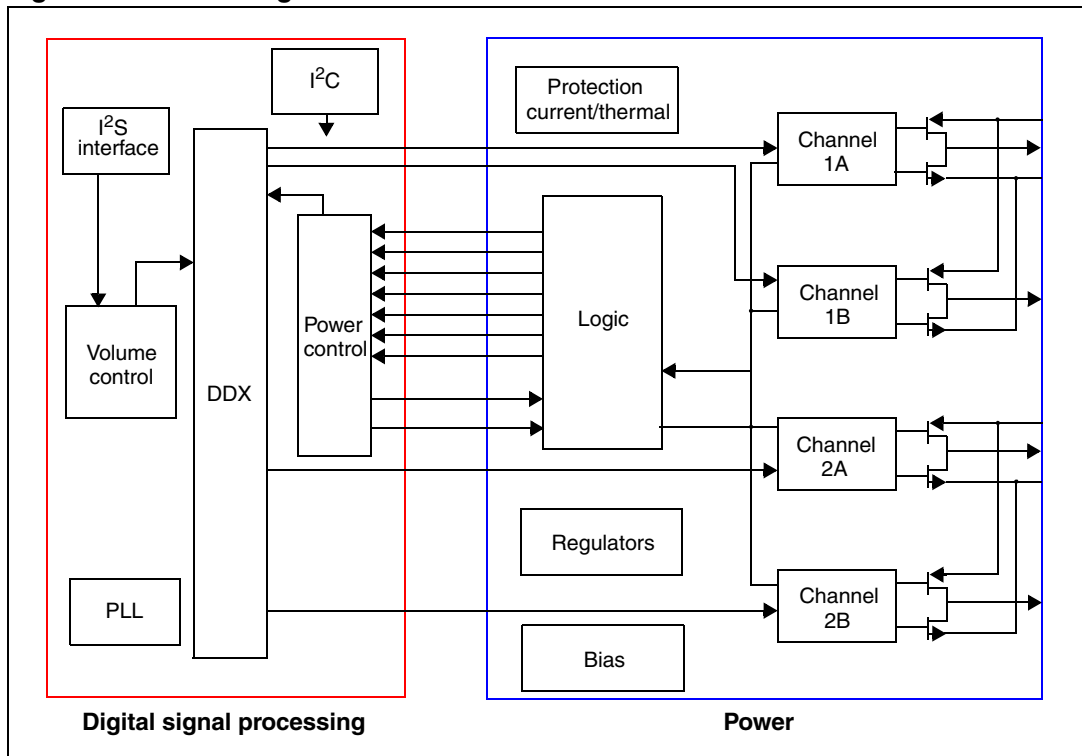 I²C
I²S
interface
Volume
control
DDX
Power
control
PLL
Digital signal processing
Protection
current/thermal
Logic
Regulators
Bias
Channel
1A
Channel
1B
Channel
2A
Channel
2B
Power